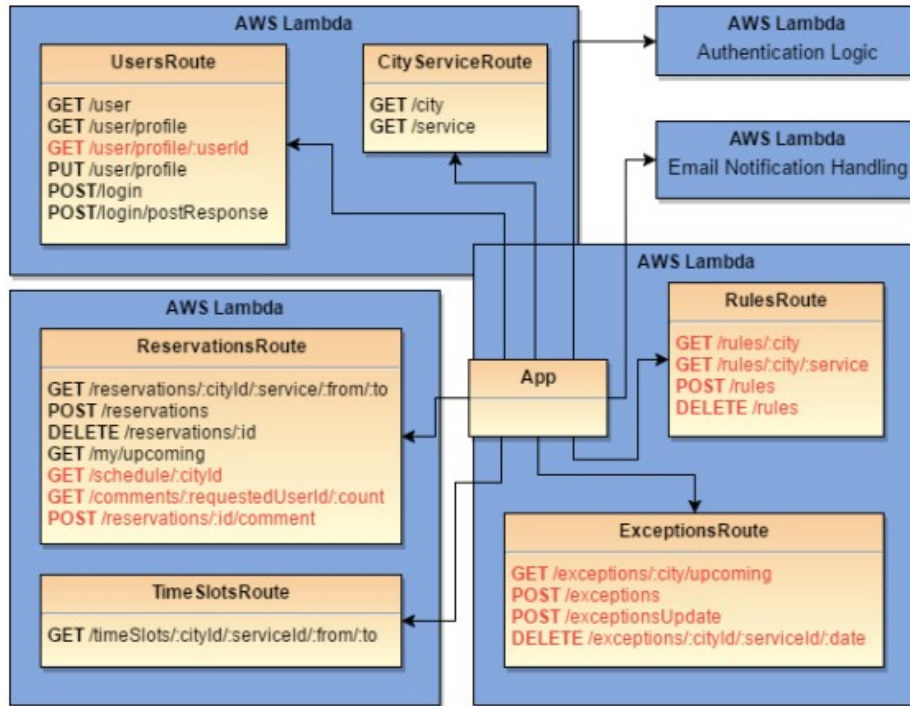 AWS Lambda
UsersRoute
GET /user
GET /user/profile
GET /user/profile/:userId
PUT /user/profile
POST/login
POST/login/postResponse
CityServiceRoute
GET /city
GET /service
AWS Lambda
Authentication Logic
AWS Lambda
Email Notification Handling
AWS Lambda
ReservationsRoute
GET /reservations/:cityId/:service/:from/:to
POST /reservations
DELETE /reservations/:id
GET /my/upcoming
GET /schedule/:cityId
GET /comments/:requestedUserId/:count
POST /reservations/:id/comment
TimeSlotsRoute
GET /timeSlots/:cityId/:serviceId/:from/:to
AWS Lambda
App
RulesRoute
GET /rules/:city
GET /rules/:city/:service
POST /rules
DELETE /rules
ExceptionsRoute
GET /exceptions/:city/upcoming
POST /exceptions
POST /exceptionsUpdate
DELETE /exceptions/:cityId/:serviceId/:date